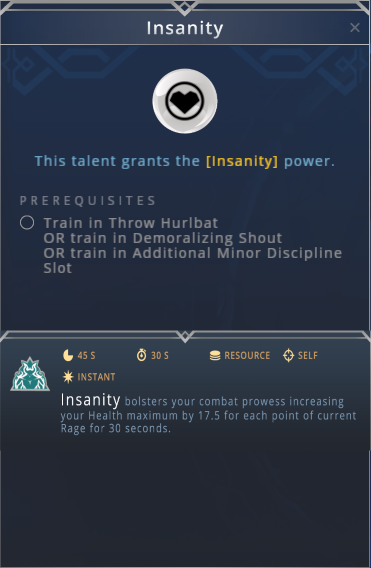 Insanity
This talent grants the [Insanity] power.
PREREQUISITES
Train in Throw Hurlbat
OR train in Demoralizing Shout
OR train in Additional Minor Discipline
Slot
45 S 30 S RESOURCE SELF
INSTANT
Insanity bolsters your combat prowess increasing
your Health maximum by 17.5 for each point of current
Rage for 30 seconds.